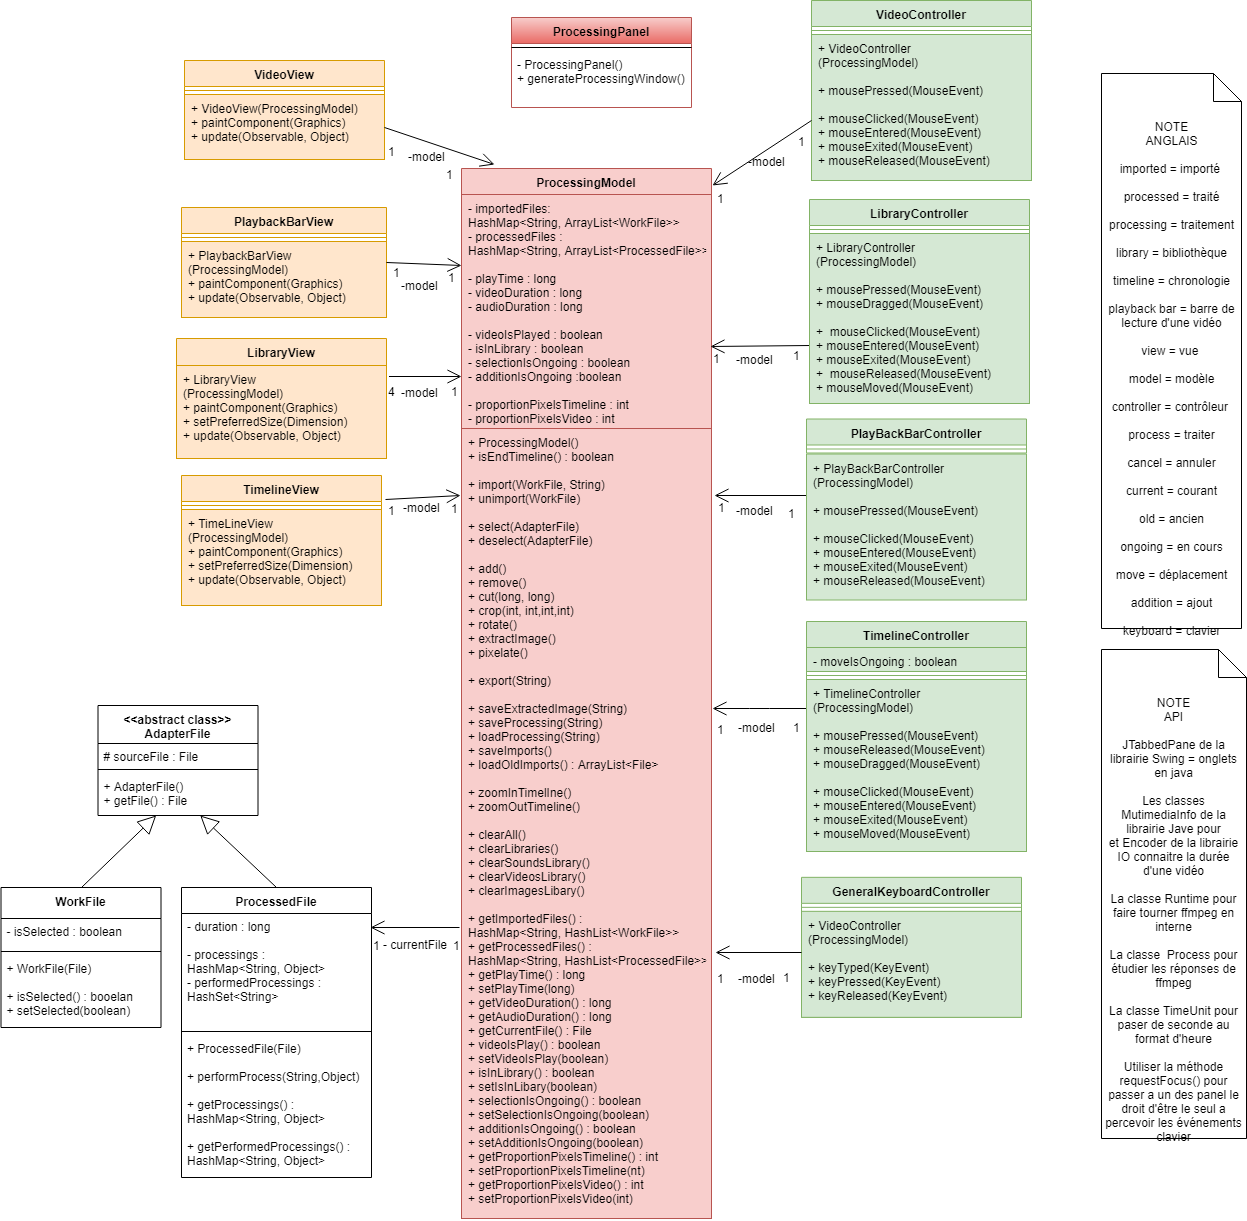 ProcessingPanel
- ProcessingPanel()
+ generateProcessingWindow()
VideoView
+ VideoView(ProcessingModel)
+ paintComponent(Graphics)
+ update(Observable, Object)
1
-model
1
PlaybackBarView
+ PlaybackBarView
(ProcessingModel)
+ paintComponent(Graphics)
+ update(Observable, Object)
1
-model
1
LibraryView
+ LibraryView
(ProcessingModel)
+ paintComponent(Graphics)
+ setPreferredSize(Dimension)
+ update(Observable, Object)
4
-model
1
TimelineView
+ TimeLineView
(ProcessingModel)
+ paintComponent(Graphics)
+ setPreferredSize(Dimension)
+ update(Observable, Object)
1
-model
1
<<abstract class>>
AdapterFile
# sourceFile : File
+ AdapterFile()
+ getFile() : File
WorkFile
- isSelected : boolean
+ WorkFile(File)
+ isSelected() : booelan
+ setSelected(boolean)
ProcessedFile
- duration : long
- processings :
HashMap<String, Object>
- performedProcessings :
HashSet<String>
+ ProcessedFile(File)
+ performProcess(String,Object)
+ getProcessings() :
HashMap<String, Object>
+ getPerformedProcessings() :
HashMap<String, Object>
1
- currentFile
1
ProcessingModel
- importedFiles:
HashMap<String, ArrayList<WorkFile>>
- processedFiles :
HashMap<String, ArrayList<ProcessedFile>>
- playTime : long
- videoDuration : long
- audioDuration : long
- videoIsPlayed : boolean
- isInLibrary : boolean
- selectionIsOngoing : boolean
- additionIsOngoing :boolean
- proportionPixelsTimeline : int
- proportionPixelsVideo : int
+ ProcessingModel()
+ isEndTimeline() : boolean
+ import(WorkFile, String)
+ unimport(WorkFile)
+ select(AdapterFile)
+ deselect(AdapterFile)
+ add()
+ remove()
+ cut(long, long)
+ crop(int, int,int,int)
+ rotate()
+ extractImage()
+ pixelate()
+ export(String)
+ saveExtractedImage(String)
+ saveProcessing(String)
+ loadProcessing(String)
+ saveImports()
+ loadOldImports() : ArrayList<File>
+ zoomInTimelIne()
+ zoomOutTimeline()
+ clearAll()
+ clearLibraries()
+ clearSoundsLibrary()
+ clearVideosLibrary()
+ clearImagesLibary()
+ getImportedFiles() :
HashMap<String, HashList<WorkFile>>
+ getProcessedFiles() :
HashMap<String, HashList<ProcessedFile>>
+ getPlayTime() : long
+ setPlayTime(long)
+ getVideoDuration() : long
+ getAudioDuration() : long
+ getCurrentFile() : File
+ videoIsPlay() : boolean
+ setVideoIsPlay(boolean)
+ isInLibrary() : boolean
+ setIsInLibary(boolean)
+ selectionIsOngoing() : boolean
+ setSelectionIsOngoing(boolean)
+ additionIsOngoing() : boolean
+ setAdditionIsOngoing(boolean)
+ getProportionPixelsTimeline() : int
+ setProportionPixelsTimeline(nt)
+ getProportionPixelsVideo() : int
+ setProportionPixelsVideo(int)
VideoController
+ VideoController
(ProcessingModel)
+ mousePressed(MouseEvent)
+ mouseClicked(MouseEvent)
+ mouseEntered(MouseEvent)
+ mouseExited(MouseEvent)
+ mouseReleased(MouseEvent)
1
-model
1
LibraryController
+ LibraryController
(ProcessingModel)
+ mousePressed(MouseEvent)
+ mouseDragged(MouseEvent)
+ mouseClicked(MouseEvent)
+ mouseEntered(MouseEvent)
+ mouseExited(MouseEvent)
+ mouseReleased(MouseEvent)
+ mouseMoved(MouseEvent)
1
-model
1
PlayBackBarController
+ PlayBackBarController
(ProcessingModel)
+ mousePressed(MouseEvent)
+ mouseClicked(MouseEvent)
+ mouseEntered(MouseEvent)
+ mouseExited(MouseEvent)
+ mouseReleased(MouseEvent)
1
-model
1
TimelineController
- moveIsOngoing : boolean
+ TimelineController
(ProcessingModel)
+ mousePressed(MouseEvent)
+ mouseReleased(MouseEvent)
+ mouseDragged(MouseEvent)
+ mouseClicked(MouseEvent)
+ mouseEntered(MouseEvent)
+ mouseExited(MouseEvent)
+ mouseMoved(MouseEvent)
1
-model
1
GeneralKeyboardController
+ VideoController
(ProcessingModel)
+ keyTyped(KeyEvent)
+ keyPressed(KeyEvent)
+ keyReleased(KeyEvent)
1
-model
1
NOTE
ANGLAIS
imported = importé
processed = traité
processing = traitement
library = bibliothèque
timeline = chronologie
playback bar = barre de
lecture d'une vidéo
view = vue
model = modèle
controller = contrôleur
process = traiter
cancel = annuler
current = courant
old = ancien
ongoing = en cours
move = déplacement
addition = ajout
keyboard = clavier
NOTE
API
JTabbedPane de la
librairie Swing = onglets
en java
Les classes
MutimediaInfo de la
librairie Jave pour
et Encoder de la librairie
IO connaitre la durée
d'une vidéo
La classe Runtime pour
faire tourner ffmpeg en
interne
La classe Process pour
étudier les réponses de
ffmpeg
La classe TimeUnit pour
paser de seconde au
format d'heure
Utiliser la méthode
requestFocus() pour
passer a un des panel le
droit d'être le seul a
percevoir les événements
clavier